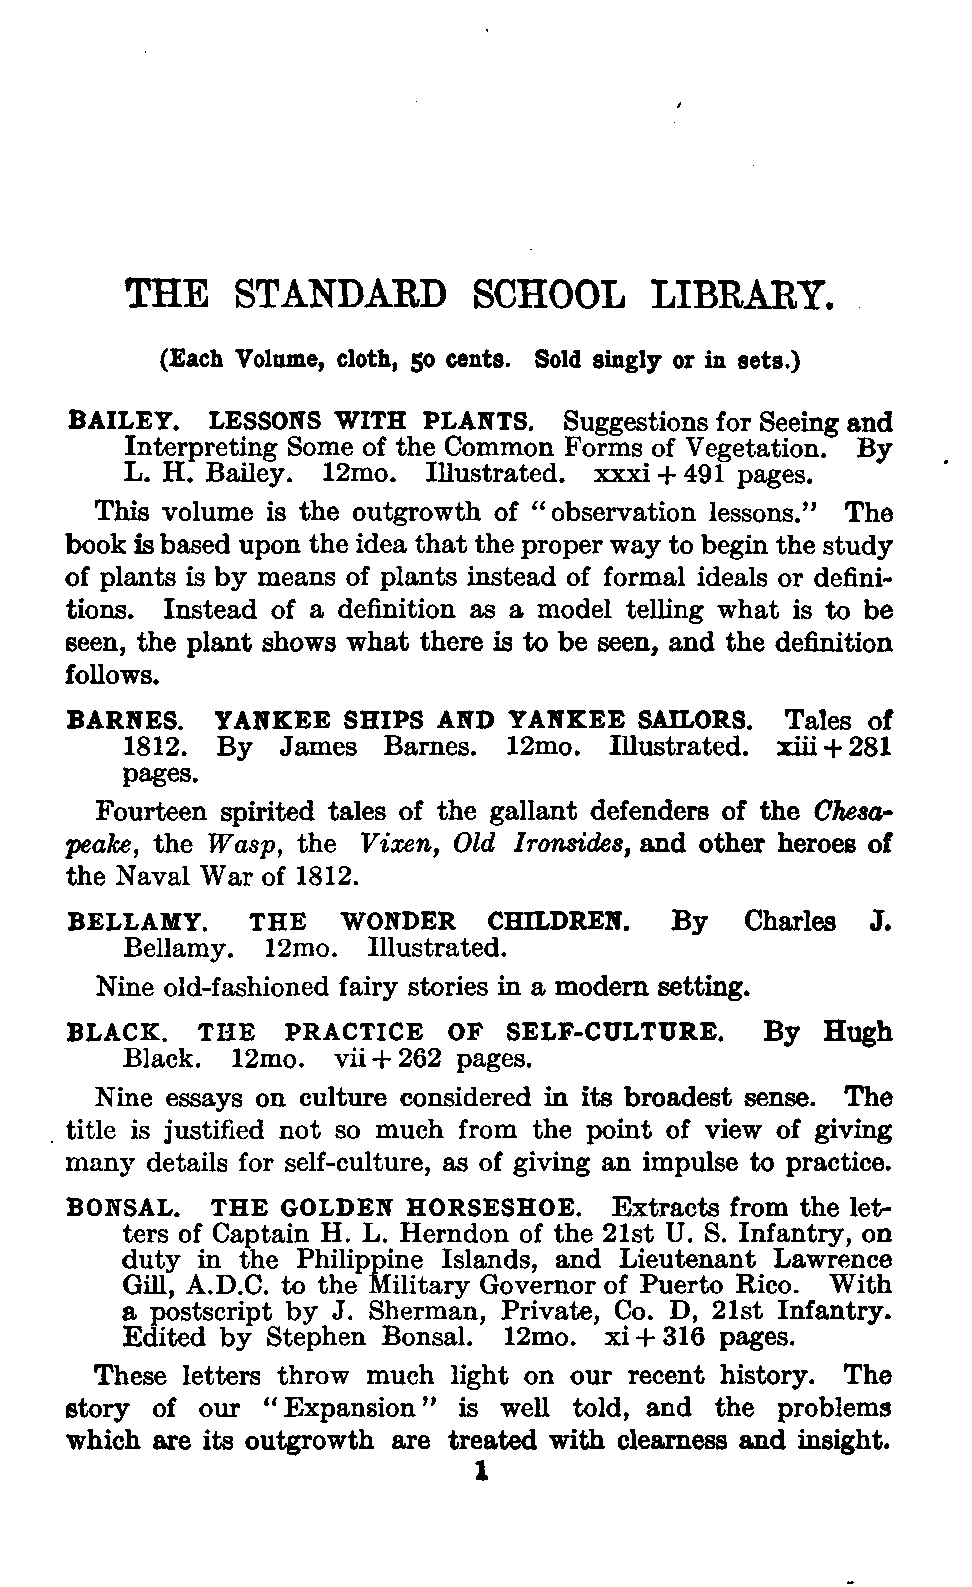 THE STANDARD SCHOOL LIBRARY.
(Each Volume, cloth, 50 cents. Sold singly or in sets.)
BAILEY. LESSONS WITH PLANTS. Suggestions for Seeing and
Interpreting Some of the Common Forms of Vegetation. By
L. H. Bailey. 12mo. Illustrated. xxxi + 491 pages.
This volume is the outgrowth of "observation lessons." The
book is based upon the idea that the proper way to begin the study
of plants is by means of plants instead of formal ideals or defini-
tions. Instead of a definition as a model telling what is to be
seen, the plant shows what there is to be seen, and the definition
follows.
BARNES. YANKEE SHIPS AND YANKEE SAILORS. Tales of
1812. By James Barnes. 12mo. Illustrated. xiii + 281
pages.
Fourteen spirited tales of the gallant defenders of the Chesa-
peake, the Wasp, the Vixen, Old Ironsides, and other heroes of
the Naval War of 1812.
BELLAMY. THE WONDER CHILDREN. By Charles J.
Bellamy. 12mo. Illustrated.
Nine old-fashioned fairy stories in a modern setting.
BLACK. THE PRACTICE OF SELF-CULTURE. By Hugh
Black. 12mo. vii + 262 pages.
Nine essays on culture considered in its broadest sense. The
title is justified not so much from the point of view of giving
many details for self-culture, as of giving an impulse to practice.
BONSAL. THE GOLDEN HORSESHOE. Extracts from the let-
ters of Captain H. L. Herndon of the 21st U. S. Infantry, on
duty in the Philippine Islands, and Lieutenant Lawrence
Gill, A.D.C. to the Military Governor of Puerto Rico. With
a postscript by J. Sherman, Private, Co. D, 21st Infantry.
Edited by Stephen Bonsal. 12mo. xi + 316 pages.
These letters throw much light on our recent history. The
story of our "Expansion" is well told, and the problems
which are its outgrowth are treated with clearness and insight.
1